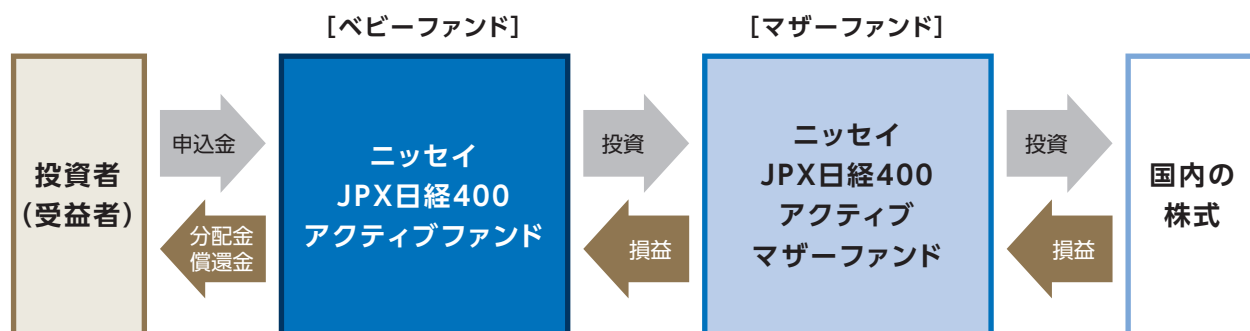 [ベビーファンド]
[マザーファンド]
投資者
(受益者)
申込金
分配金
償還金
ニッセイ
JPX日経400
アクティブファンド
投資
損益
ニッセイ
JPX日経400
アクティブ
マザーファンド
投資
損益
国内の
株式